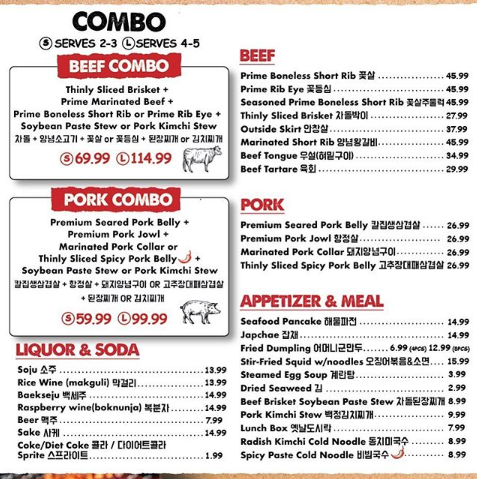 COMBO
Ⓢ SERVES 2-3 Ⓛ SERVES 4-5
BEEF COMBO
Thinly Sliced Brisket +
Prime Marinated Beef +
Prime Boneless Short Rib or Prime Rib Eye +
Soybean Paste Stew or Pork Kimchi Stew
차돌 + 양념소고기 + 꽃살 or 꽃등심 + 된장찌개 or 김치찌개
Ⓢ 69.99 Ⓛ 114.99
PORK COMBO
Premium Seared Pork Belly +
Premium Pork Jowl +
Marinated Pork Collar or
Thinly Sliced Spicy Pork Belly +
Soybean Paste Stew or Pork Kimchi Stew
칼집생삼겹살 + 항정살 + 돼지양념구이 OR 고추장대패삼겹살
+ 된장찌개 OR 김치찌개
Ⓢ 59.99 Ⓛ 99.99
LIQUOR & SODA
Soju 소주 13.99
Rice Wine (makguli) 막걸리 13.99
Baekseju 백세주 14.99
Raspberry wine(boknunja) 복분자 14.99
Beer 맥주 7.99
Sake 사케 14.99
Coke/Diet Coke 콜라 / 다이어트콜라
Sprite 스프라이트 1.99
BEEF
Prime Boneless Short Rib 꽃살 45.99
Prime Rib Eye 꽃등심 45.99
Seasoned Prime Boneless Short Rib 꽃살주물럭 45.99
Thinly Sliced Brisket 차돌박이 27.99
Outside Skirt 안창살 37.99
Marinated Short Rib 양념왕갈비 45.99
Beef Tongue 우설(혀밑구이) 34.99
Beef Tartare 육회 29.99
PORK
Premium Seared Pork Belly 칼집생삼겹살 26.99
Premium Pork Jowl 항정살 26.99
Marinated Pork Collar 돼지양념구이 26.99
Thinly Sliced Spicy Pork Belly 고추장대패삼겹살 26.99
APPETIZER & MEAL
Seafood Pancake 해물파전 14.99
Japchae 잡채 14.99
Fried Dumpling 어머니군만두 6.99 (4PCS) 12.99 (8PCS)
Stir-Fried Squid w/noodles 오징어볶음&소면 15.99
Steamed Egg Soup 계란탕 3.99
Dried Seaweed 김 2.99
Beef Brisket Soybean Paste Stew 차돌된장찌개 8.99
Pork Kimchi Stew 백정김치찌개 9.99
Lunch Box 옛날도시락 7.99
Radish Kimchi Cold Noodle 동치미국수 8.99
Spicy Paste Cold Noodle 비빔국수 8.99